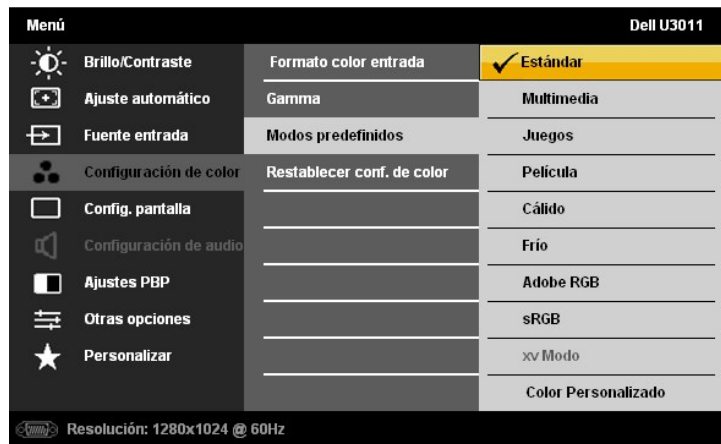 Menú Dell U3011
Brillo/Contraste Formato color entrada Estándar
Ajuste automático Gamma Multimedia
Fuente entrada Modos predefinidos Juegos
Configuración de color Restablecer conf. de color Película
Config. pantalla Cálido
Configuración de audio Frío
Ajustes PBP Adobe RGB
Otras opciones sRGB
Personalizar xv Modo
Color Personalizado
Resolución: 1280x1024 @ 60Hz